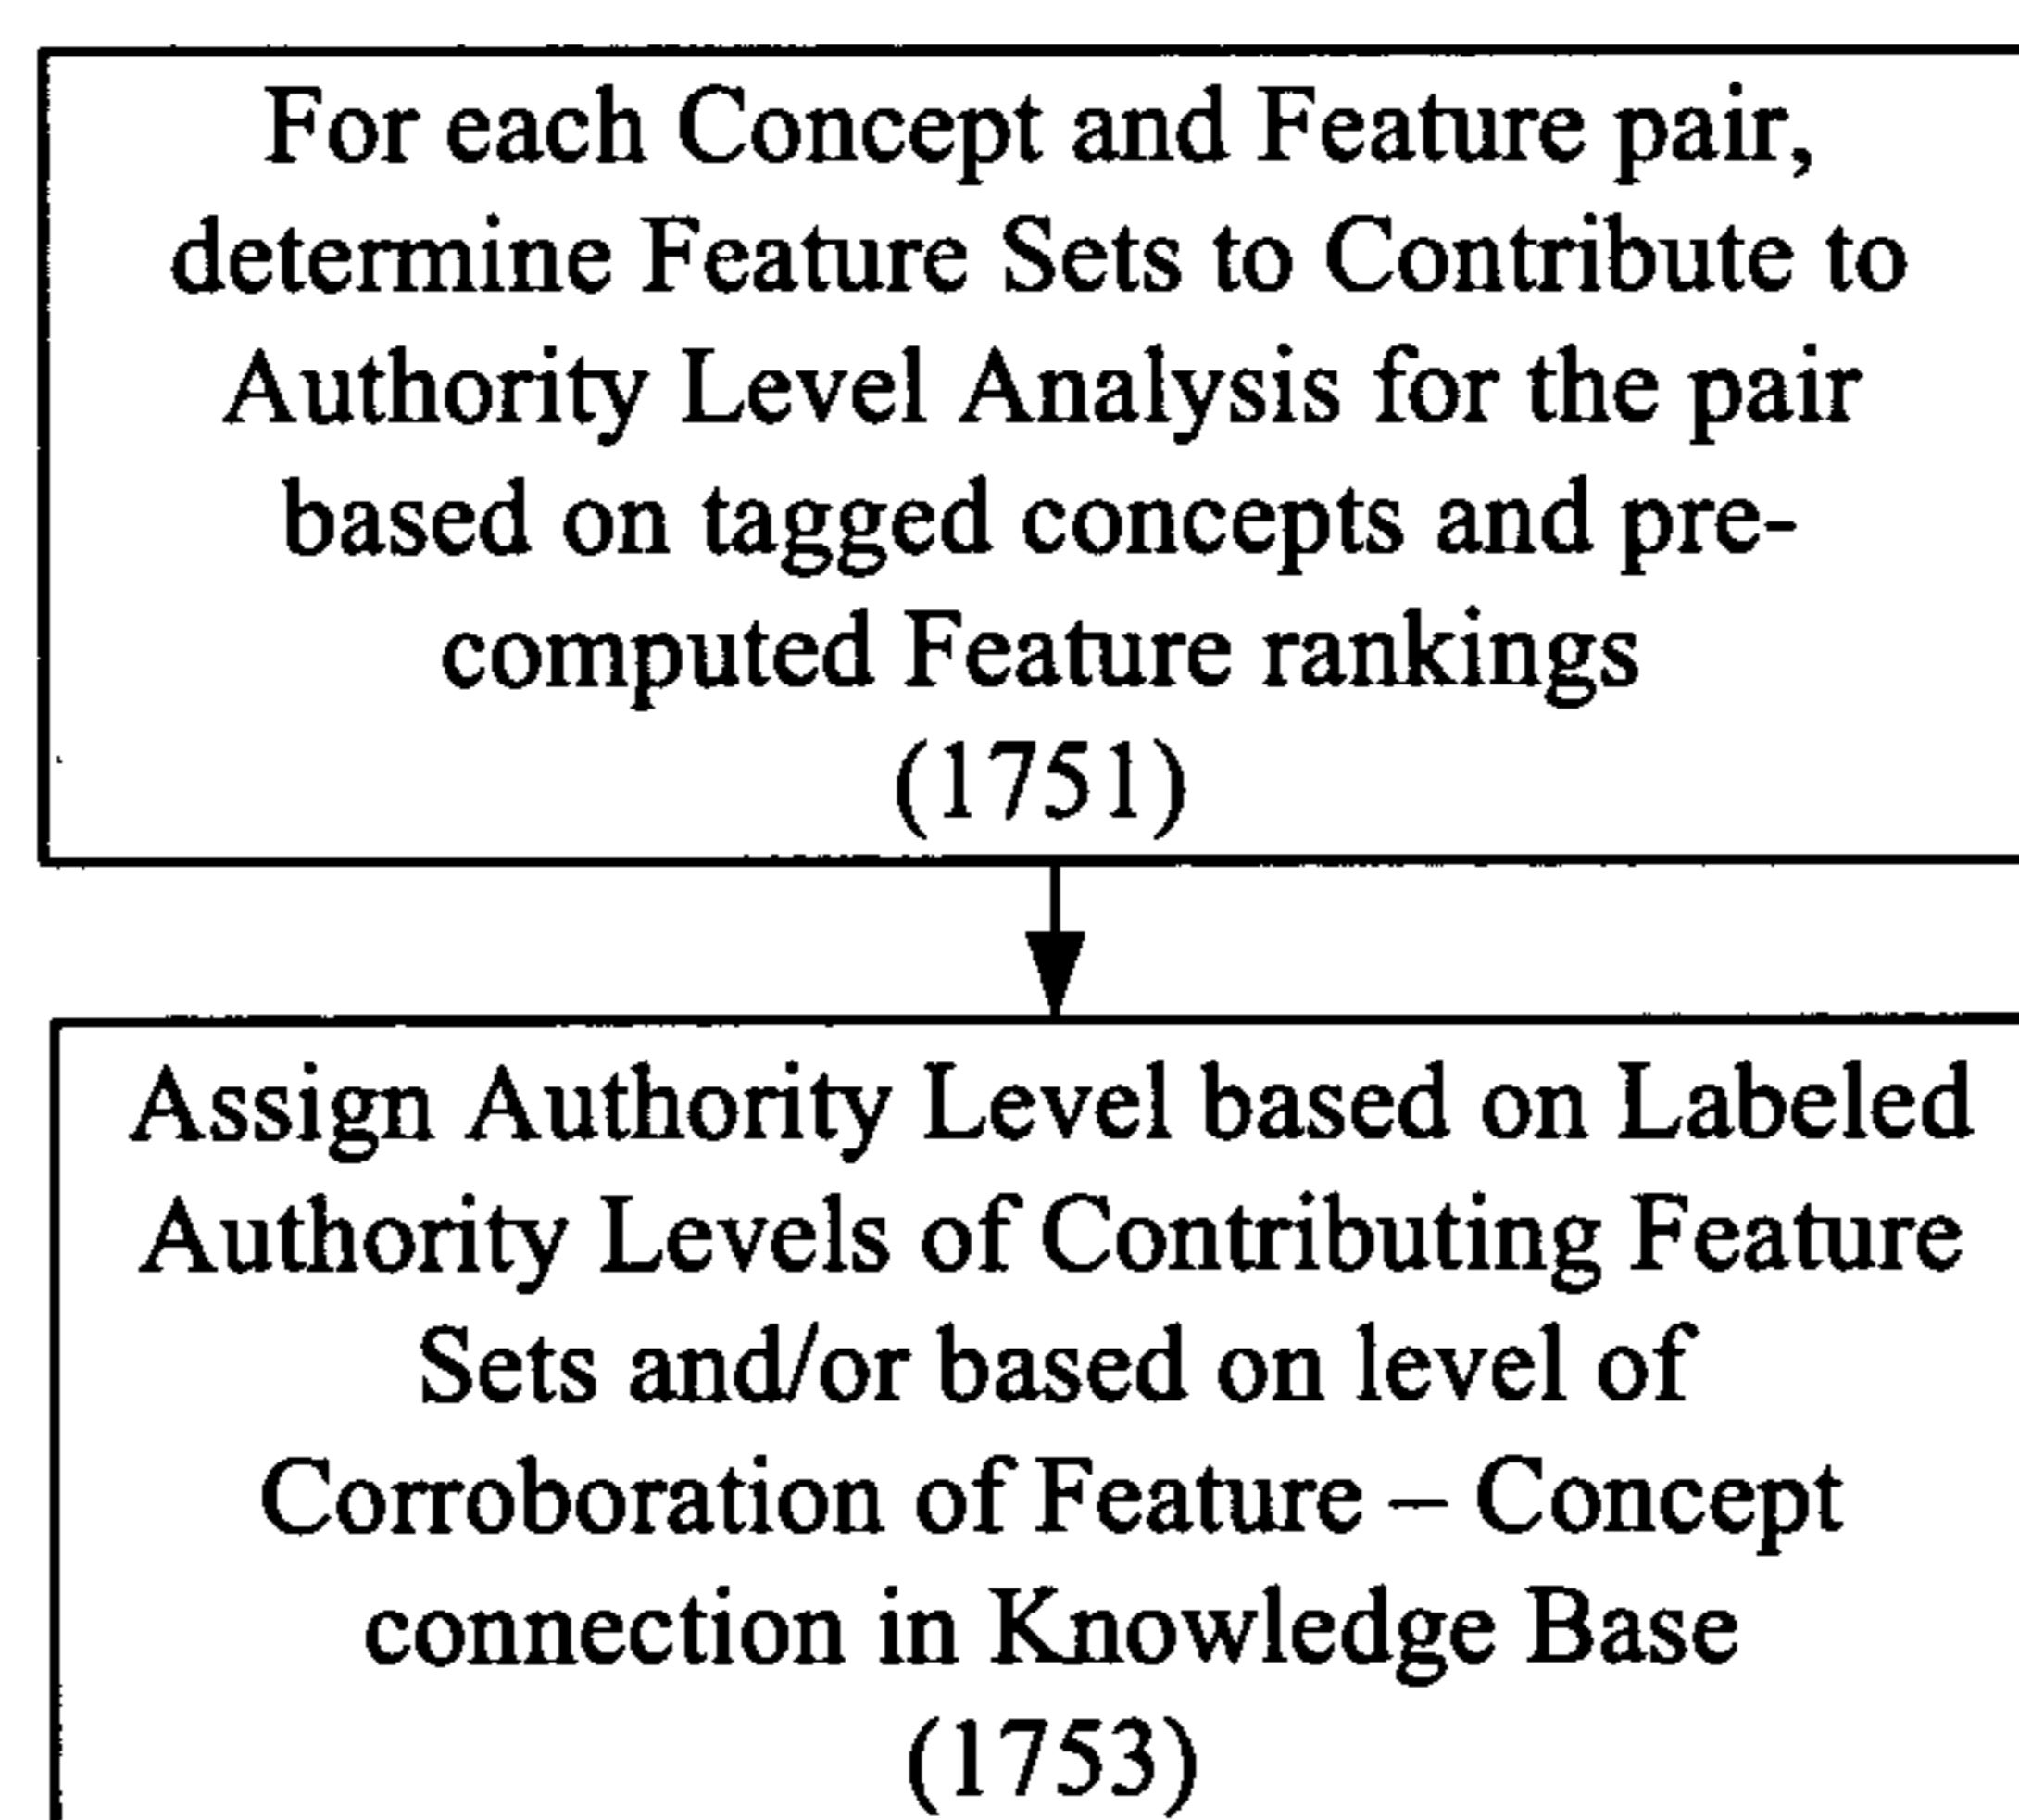 For each Concept and Feature pair,
determine Feature Sets to Contribute to
Authority Level Analysis for the pair
based on tagged concepts and pre-
computed Feature rankings
(1751)
Assign Authority Level based on Labeled
Authority Levels of Contributing Feature
Sets and/or based on level of
Corroboration of Feature – Concept
connection in Knowledge Base
(1753)